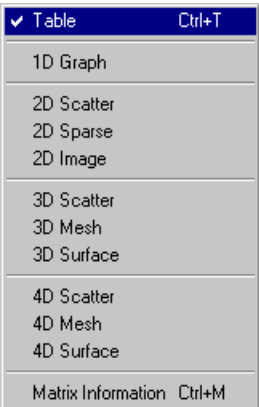 Table Ctrl+T
1D Graph
2D Scatter
2D Sparse
2D Image
3D Scatter
3D Mesh
3D Surface
4D Scatter
4D Mesh
4D Surface
Matrix Information Ctrl+M